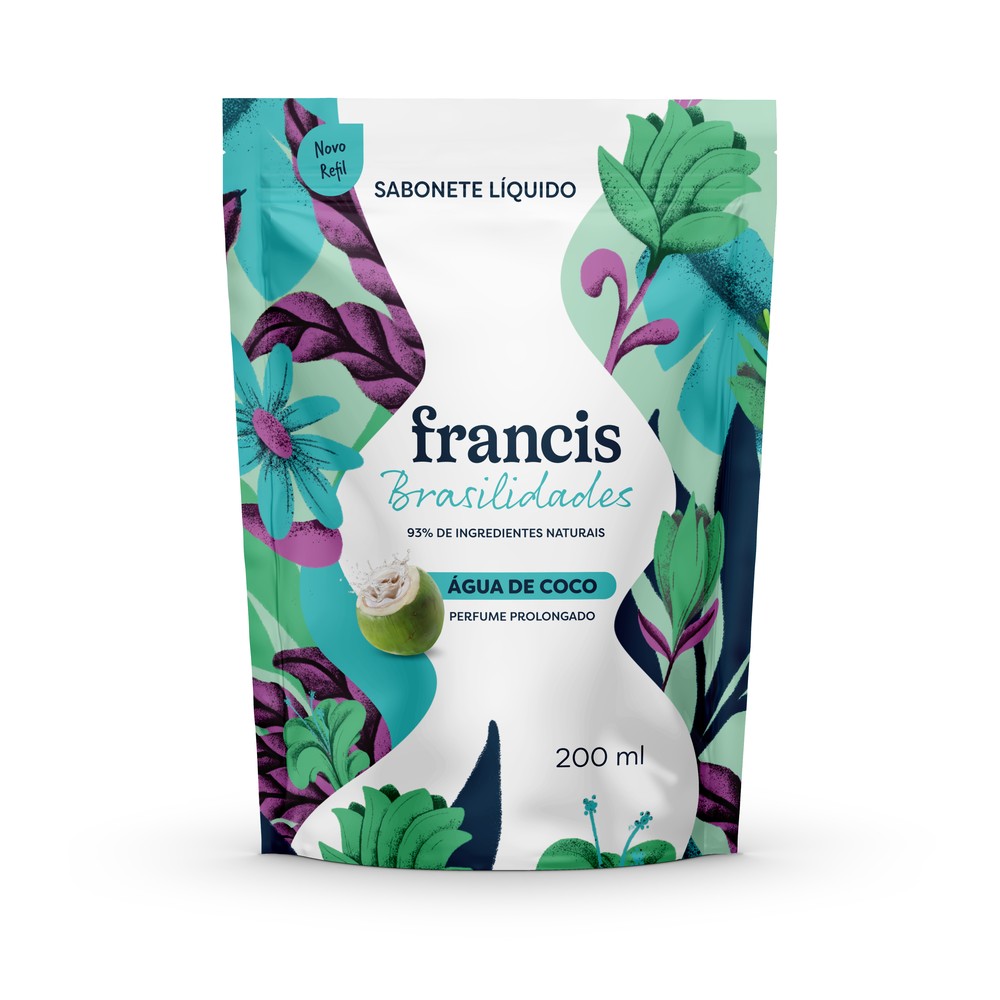 Novo
Refil
SABONETE LÍQUIDO
francis
Brasilidades
93% DE INGREDIENTES NATURAIS
ÁGUA DE COCO
PERFUME PROLONGADO
200 ml